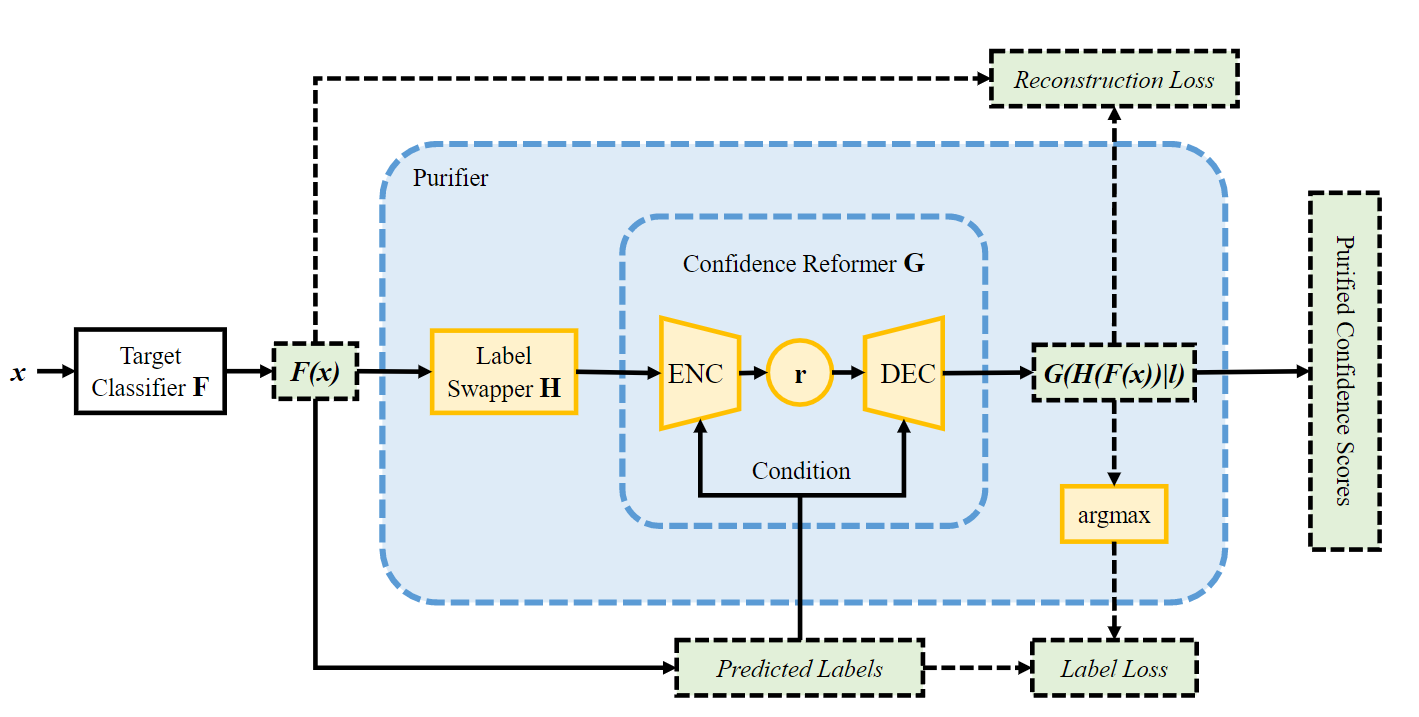 Reconstruction Loss
Purifier
Confidence Reformer G
x
Target
Classifier F
F(x)
Label
Swapper H
ENC
r
DEC
G(H(F(x))|l)
Purified Confidence Scores
Condition
argmax
Predicted Labels
Label Loss